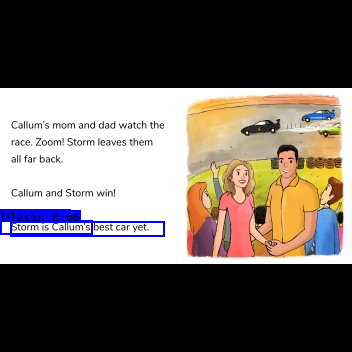 Callum's mom and dad watch the
race. Zoom! Storm leaves them
all far back.
Callum and Storm win!
Storm is Callum's best car yet.